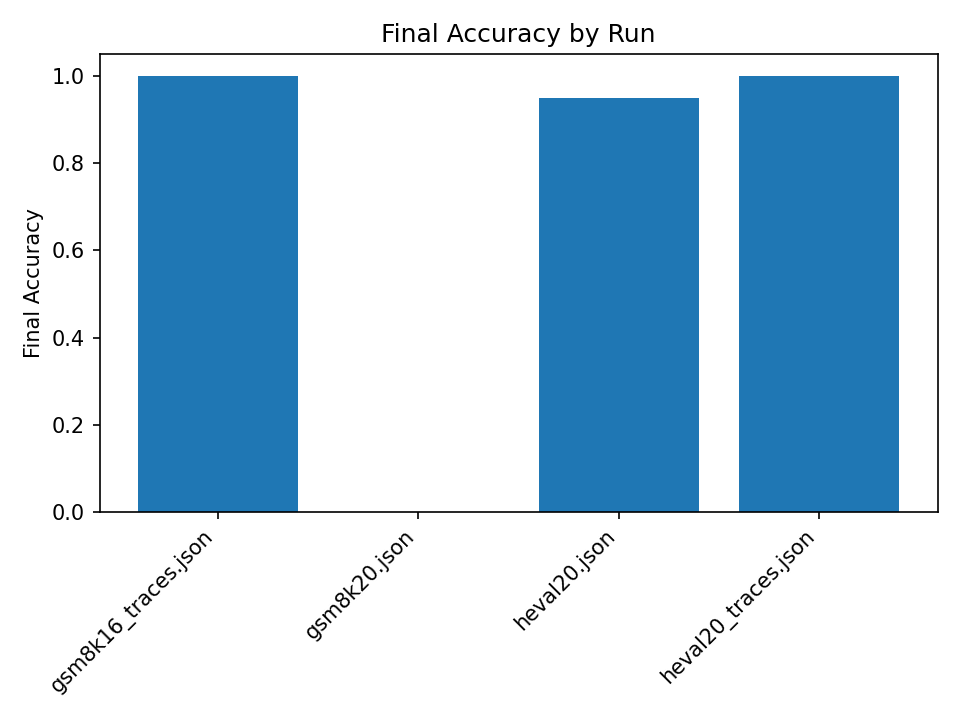 Final Accuracy by Run
Final Accuracy
1.0
0.8
0.6
0.4
0.2
0.0
gsm8k16_traces.json
gsm8k20.json
heval20.json
heval20_traces.json